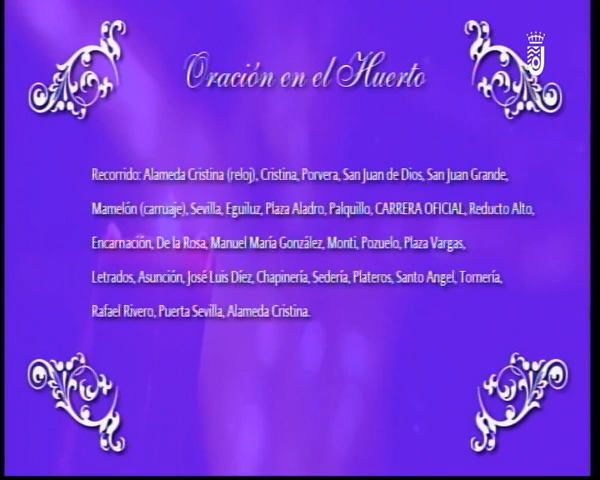 Oración en el Huerto
Recorrido: Alameda Cristina (reloj), Cristina, Porvera, San Juan de Dios, San Juan Grande,
Mamelón (carruaje), Sevilla, Eguiluz, Plaza Aladro, Palquillo, CARRERA OFICIAL, Reducto Alto,
Encarnación, De la Rosa, Manuel María González, Monti, Pozuelo, Plaza Vargas,
Letrados, Asunción, José Luis Díez, Chapinería, Sedería, Plateros, Santo Angel, Tornería,
Rafael Rivero, Puerta Sevilla, Alameda Cristina.